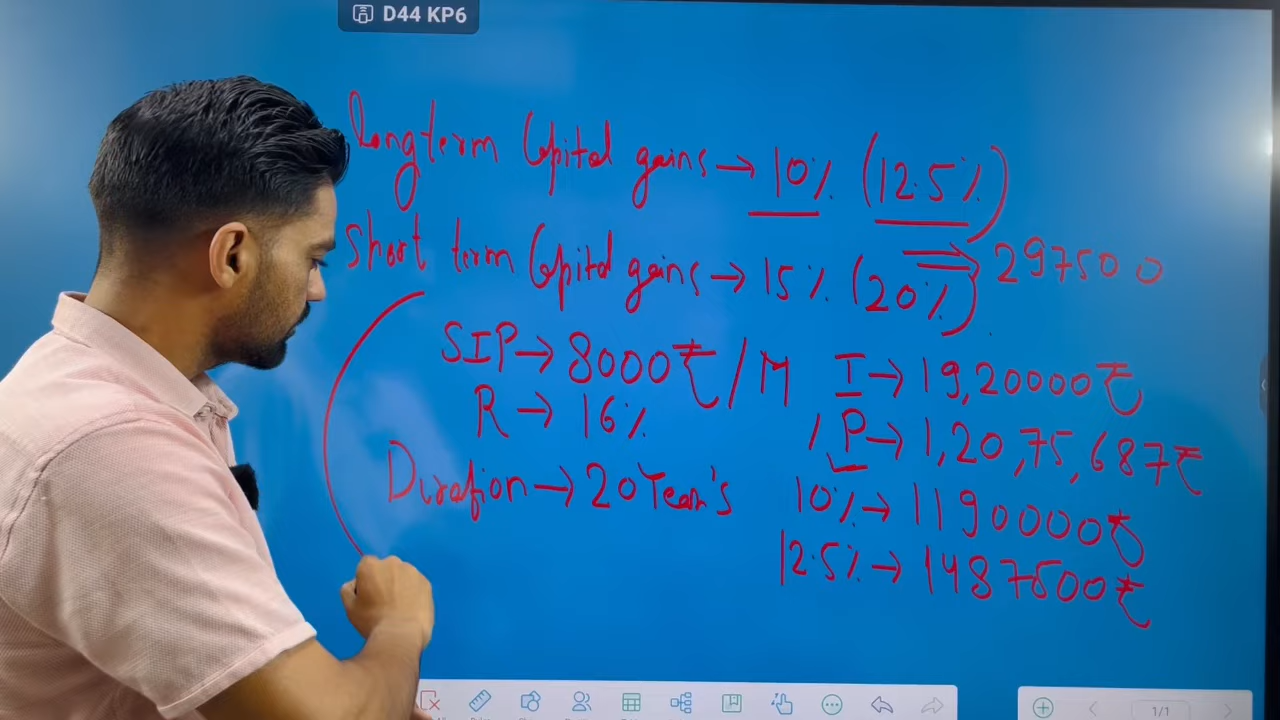 D44 KP6
Long term Capital gains → 10% (12.5%)
Short term Capital gains → 15% (20%)
⇒ 297500
SIP → 8000₹/M
R → 16%
Duration → 20 Year's
I → 19,20000₹
P → 1,20,75,687₹
10% → 1190000₹
12.5% → 1487500₹
1/1